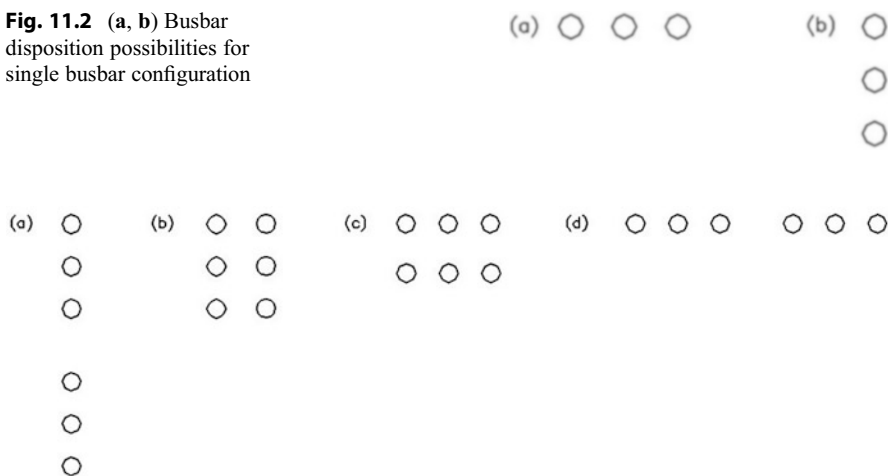 Fig. 11.2 (a, b) Busbar
disposition possibilities for
single busbar configuration
(a)
(b)
(a)
(b)
(c)
(d)